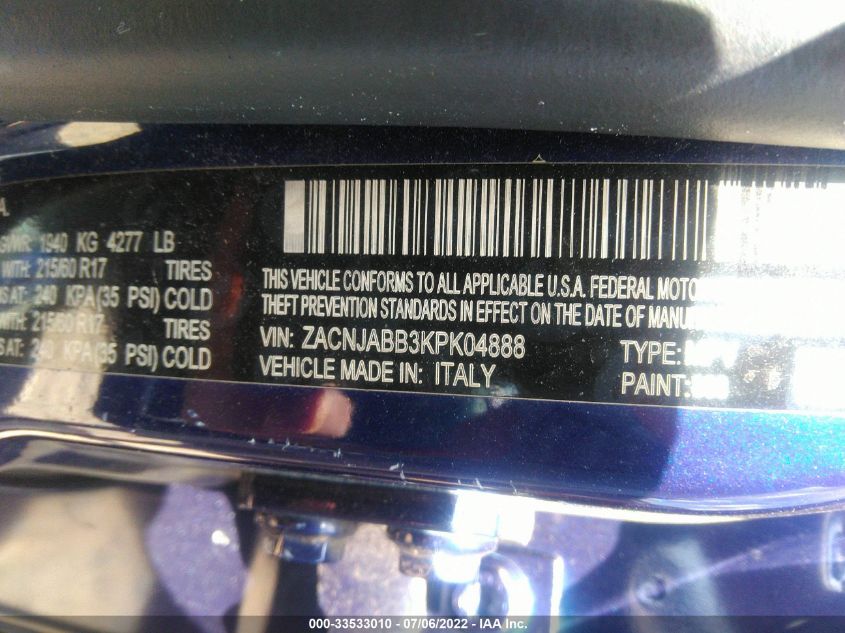 GVWR: 1940 KG 4277 LB
WITH: 215/60 R17 TIRES
AT: 240 KPA (35 PSI) COLD
WITH: 215/60 R17 TIRES
AT: 240 KPA (35 PSI) COLD
THIS VEHICLE CONFORMS TO ALL APPLICABLE U.S.A. FEDERAL MOTO
THEFT PREVENTION STANDARDS IN EFFECT ON THE DATE OF MANU
VIN: ZACNJABB3KPK04888 TYPE:
VEHICLE MADE IN: ITALY PAINT:
000-33533010 - 07/06/2022 - IAA Inc.